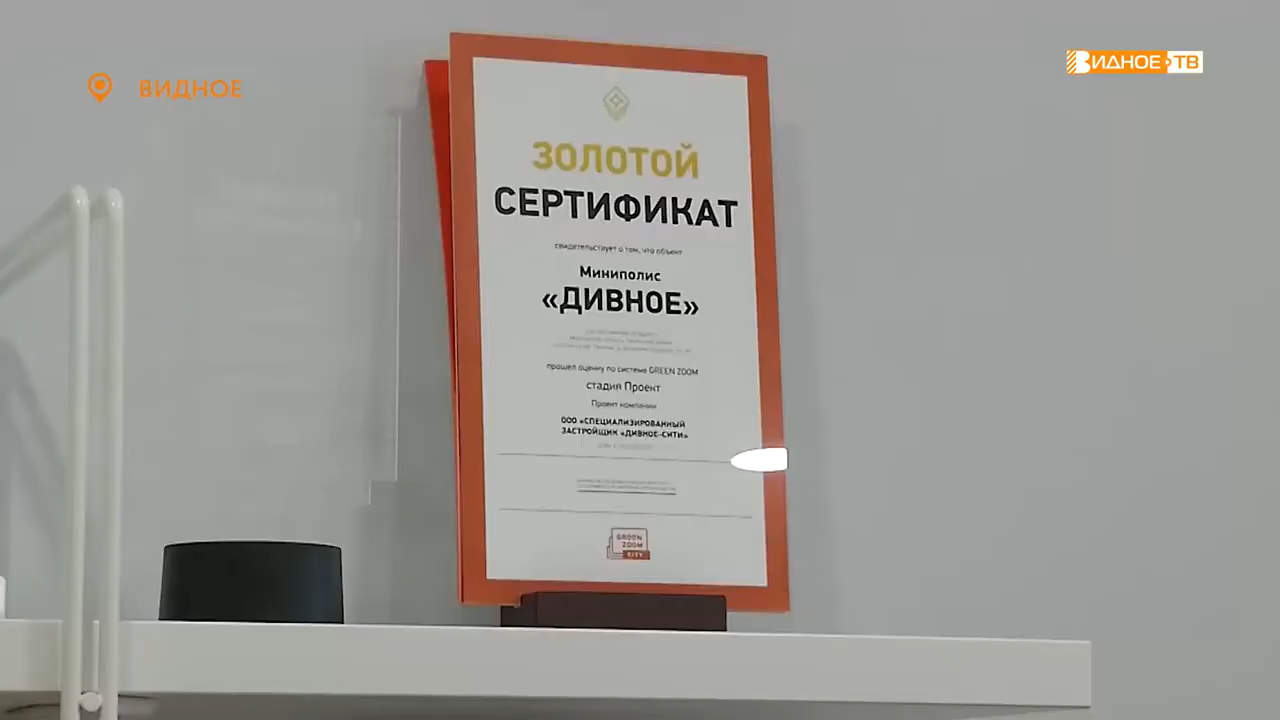 ВИДНОЕ
ВИДНОЕ ТВ
ЗОЛОТОЙ
СЕРТИФИКАТ
свидетельствует о том, что объект
Миниполис
«ДИВНОЕ»
прошел оценку по системе GREEN ZOOM
стадия Проект
Проект компании
ООО «СПЕЦИАЛИЗИРОВАННЫЙ
ЗАСТРОЙЩИК «ДИВНОЕ-СИТИ»
GREEN
ZOOM
CITY